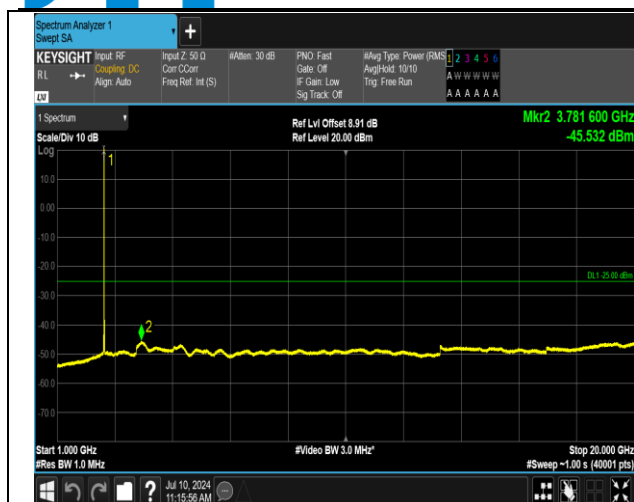 Spectrum Analyzer 1
Swept SA
+
KEYSIGHT Input: RF Input Z: 50 Ω #Atten: 30 dB PNO: Fast #Avg Type: Power (RMS 1 2 3 4 5 6
RL Coupling: DC Corr CCorr Gate: Off Avg|Hold: 10/10 A W W W W W
Align: Auto Freq Ref: Int (S) IF Gain: Low Trig: Free Run
LXI Sig Track: Off A A A A A A
1 Spectrum Ref Lvl Offset 8.91 dB Mkr2 3.781 600 GHz
Scale/Div 10 dB Ref Level 20.00 dBm -45.532 dBm
Log
1
10.0
0.00
-10.0
-20.0
DL1 -25.00 dBm
-30.0
-40.0
2
-50.0
-60.0
-70.0
Start 1.000 GHz #Video BW 3.0 MHz* Stop 20.000 GHz
#Res BW 1.0 MHz #Sweep ~1.00 s (40001 pts)
? Jul 10, 2024
11:15:56 AM